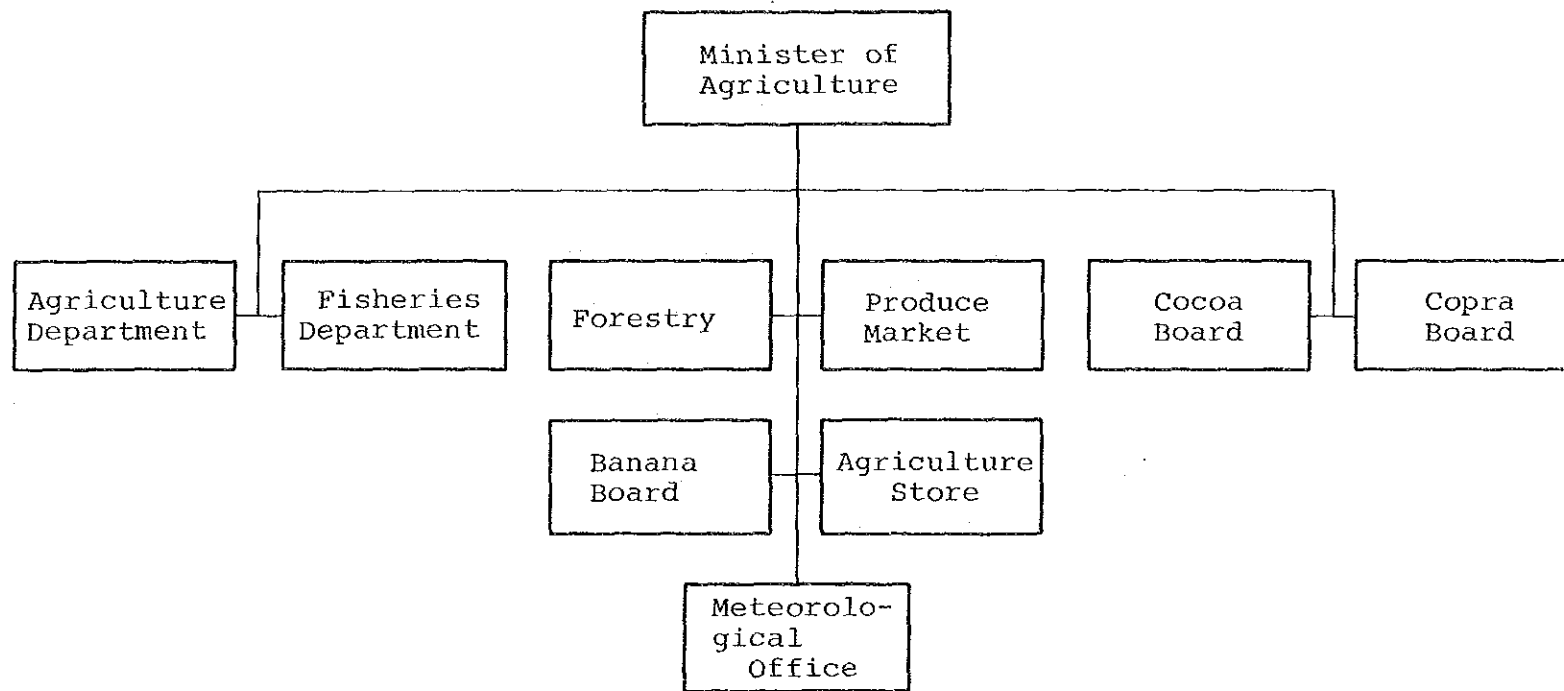 Minister of
Agriculture
Agriculture
Department
Fisheries
Department
Forestry
Produce
Market
Cocoa
Board
Copra
Board
Banana
Board
Agriculture
Store
Meteorolo-
gical
Office